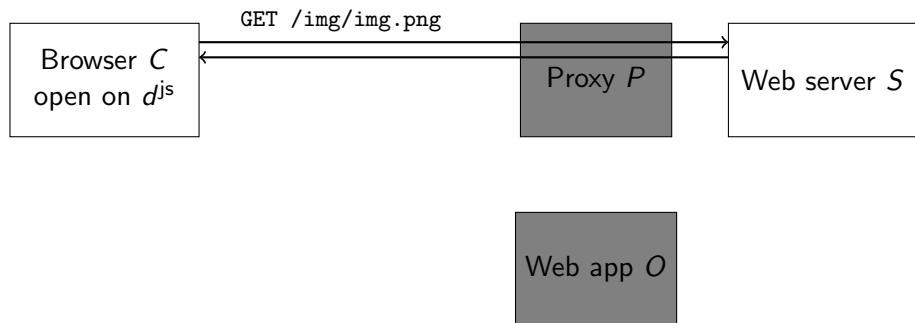 GET /img/img.png
Browser C
open on d^js
Proxy P
Web server S
Web app O